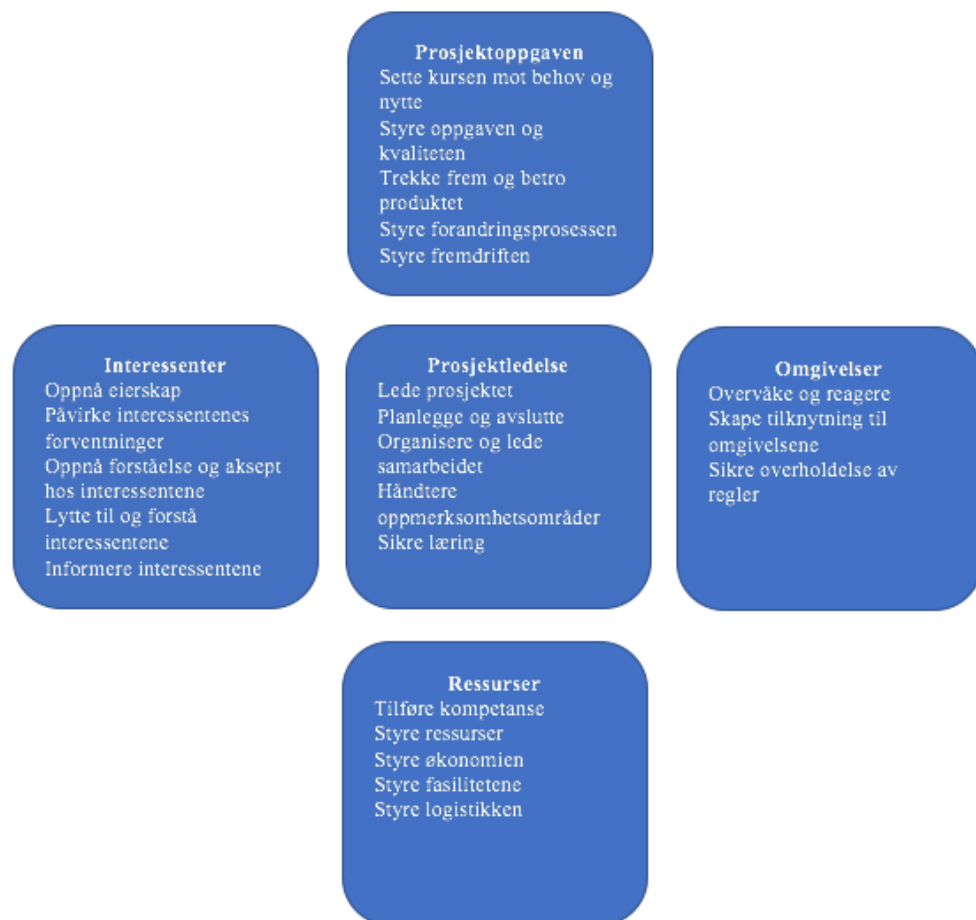 Prosjektoppgaven
Sette kursen mot behov og
nytte
Styre oppgaven og
kvaliteten
Trekke frem og betro
produktet
Styre forandringsprosessen
Styre fremdriften
Interessenter
Oppnå eierskap
Påvirke interessentenes
forventninger
Oppnå forståelse og aksept
hos interessentene
Lytte til og forstå
interessentene
Informere interessentene
Prosjektledelse
Lede prosjektet
Planlegge og avslutte
Organisere og lede
samarbeidet
Håndtere
oppmerksomhetsområder
Sikre læring
Omgivelser
Overvåke og reagere
Skape tilknytning til
omgivelsene
Sikre overholdelse av
regler
Ressurser
Tilføre kompetanse
Styre ressurser
Styre økonomien
Styre fasilitetene
Styre logistikken